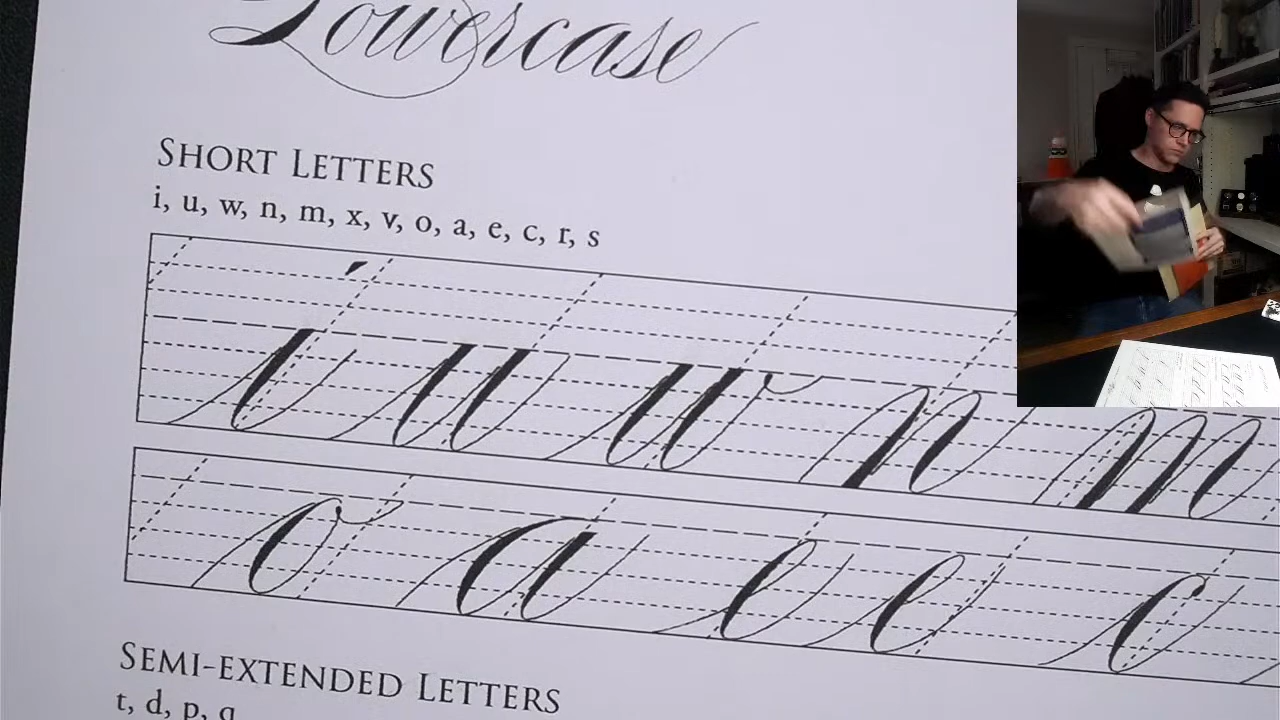 Lowercase
SHORT LETTERS
i, u, w, n, m, x, v, o, a, e, c, r, s
i u w n m
o a e e c
SEMI-EXTENDED LETTERS
t, d, p, q